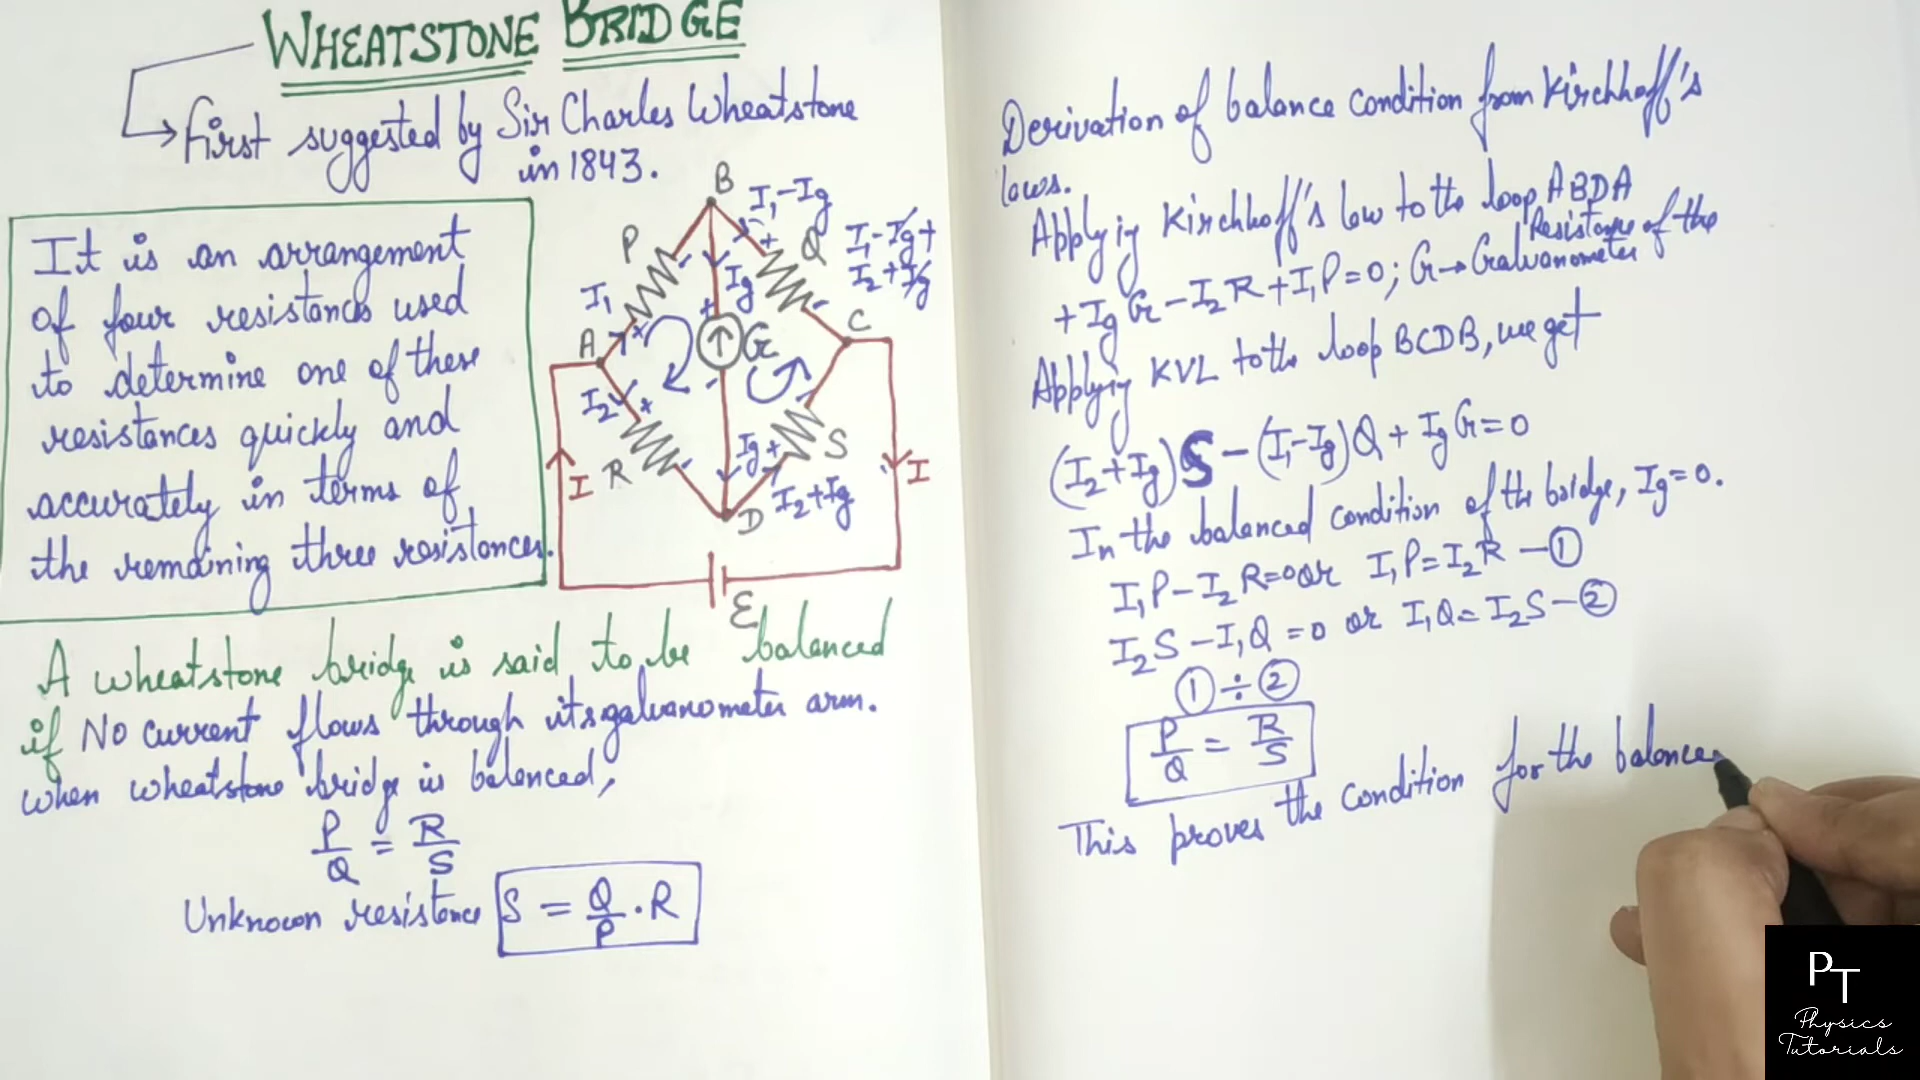 WHEATSTONE BRIDGE
First suggested by Sir Charles Wheatstone
in 1843.
It is an arrangement
of four resistances used
to determine one of these
resistances quickly and
accurately in terms of
the remaining three resistances.
B
I₁-Ig
P
Q
I₁-Ig+
I₂+Ig
I₁
Ig
A
G
C
I₂
I
R
Ig
S
I
D
I₂+Ig
ε
A wheatstone bridge is said to be balanced
if No current flows through its galvanometer arm.
when wheatstone bridge is balanced,
P/Q = R/S
Unknown resistance S = Q/P . R
Derivation of balance condition from Kirchhoff's
laws.
Applying Kirchhoff's law to the loop ABDA
+IgG-I₂R+I₁P=0; G→ Resistance of the Galvanometer
Applying KVL to the loop BCDB, we get
(I₂+Ig)S-(I₁-Ig)Q+IgG=0
In the balanced condition of the bridge, Ig=0.
I₁P-I₂R=0 or I₁P=I₂R-①
I₂S-I₁Q=0 or I₁Q=I₂S-②
①÷②
P/Q = R/S
This proves the condition for the balance
PT
Physics
Tutorials